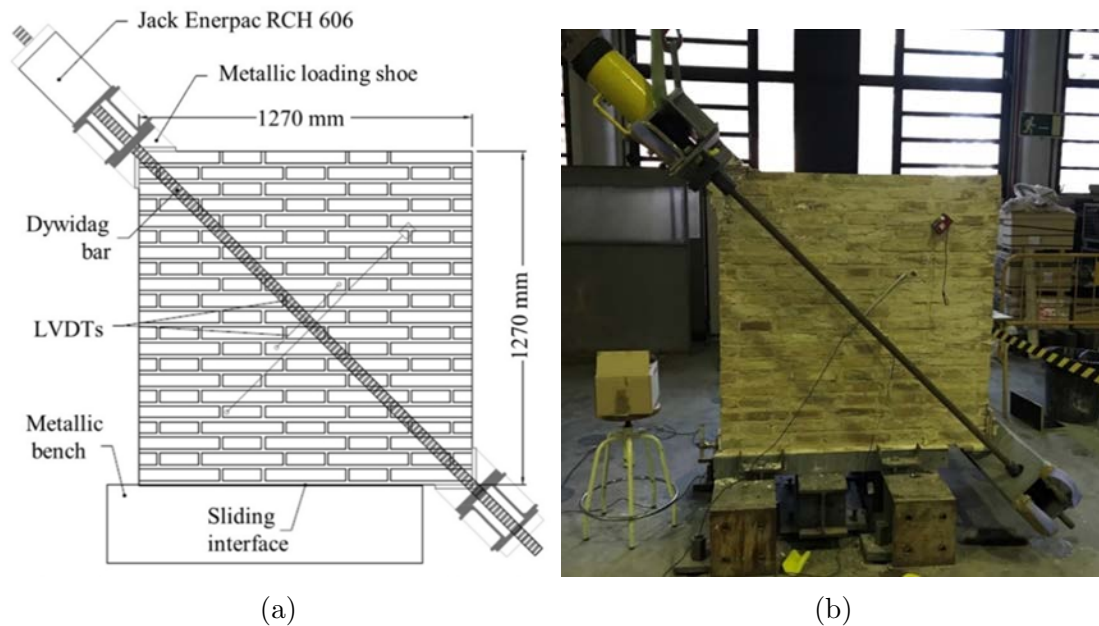 Jack Enerpac RCH 606
Metallic loading shoe
1270 mm
Dywidag
bar
LVDTs
1270 mm
Metallic
bench
Sliding
interface
(a)
(b)